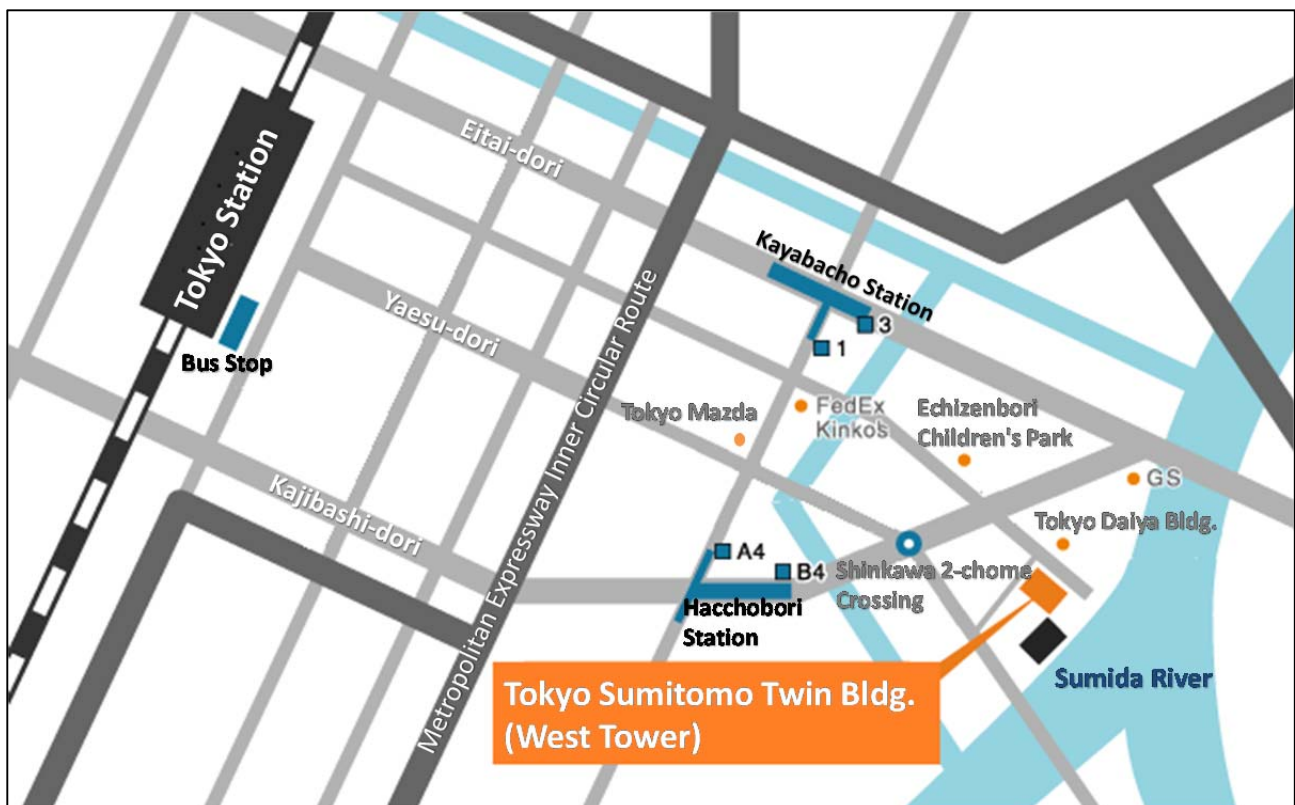 Eitai-dori
Tokyo Station
Kayabacho Station
3
1
Yaesu-dori
Bus Stop
Metropolitan Expressway Inner Circular Route
Tokyo Mazda
FedEx
Kinko's
Echizenbori
Children's Park
GS
Kajibashi-dori
Tokyo Daiya Bldg.
A4
B4
Shinkawa 2-chome
Crossing
Hacchobori
Station
Sumida River
Tokyo Sumitomo Twin Bldg.
(West Tower)